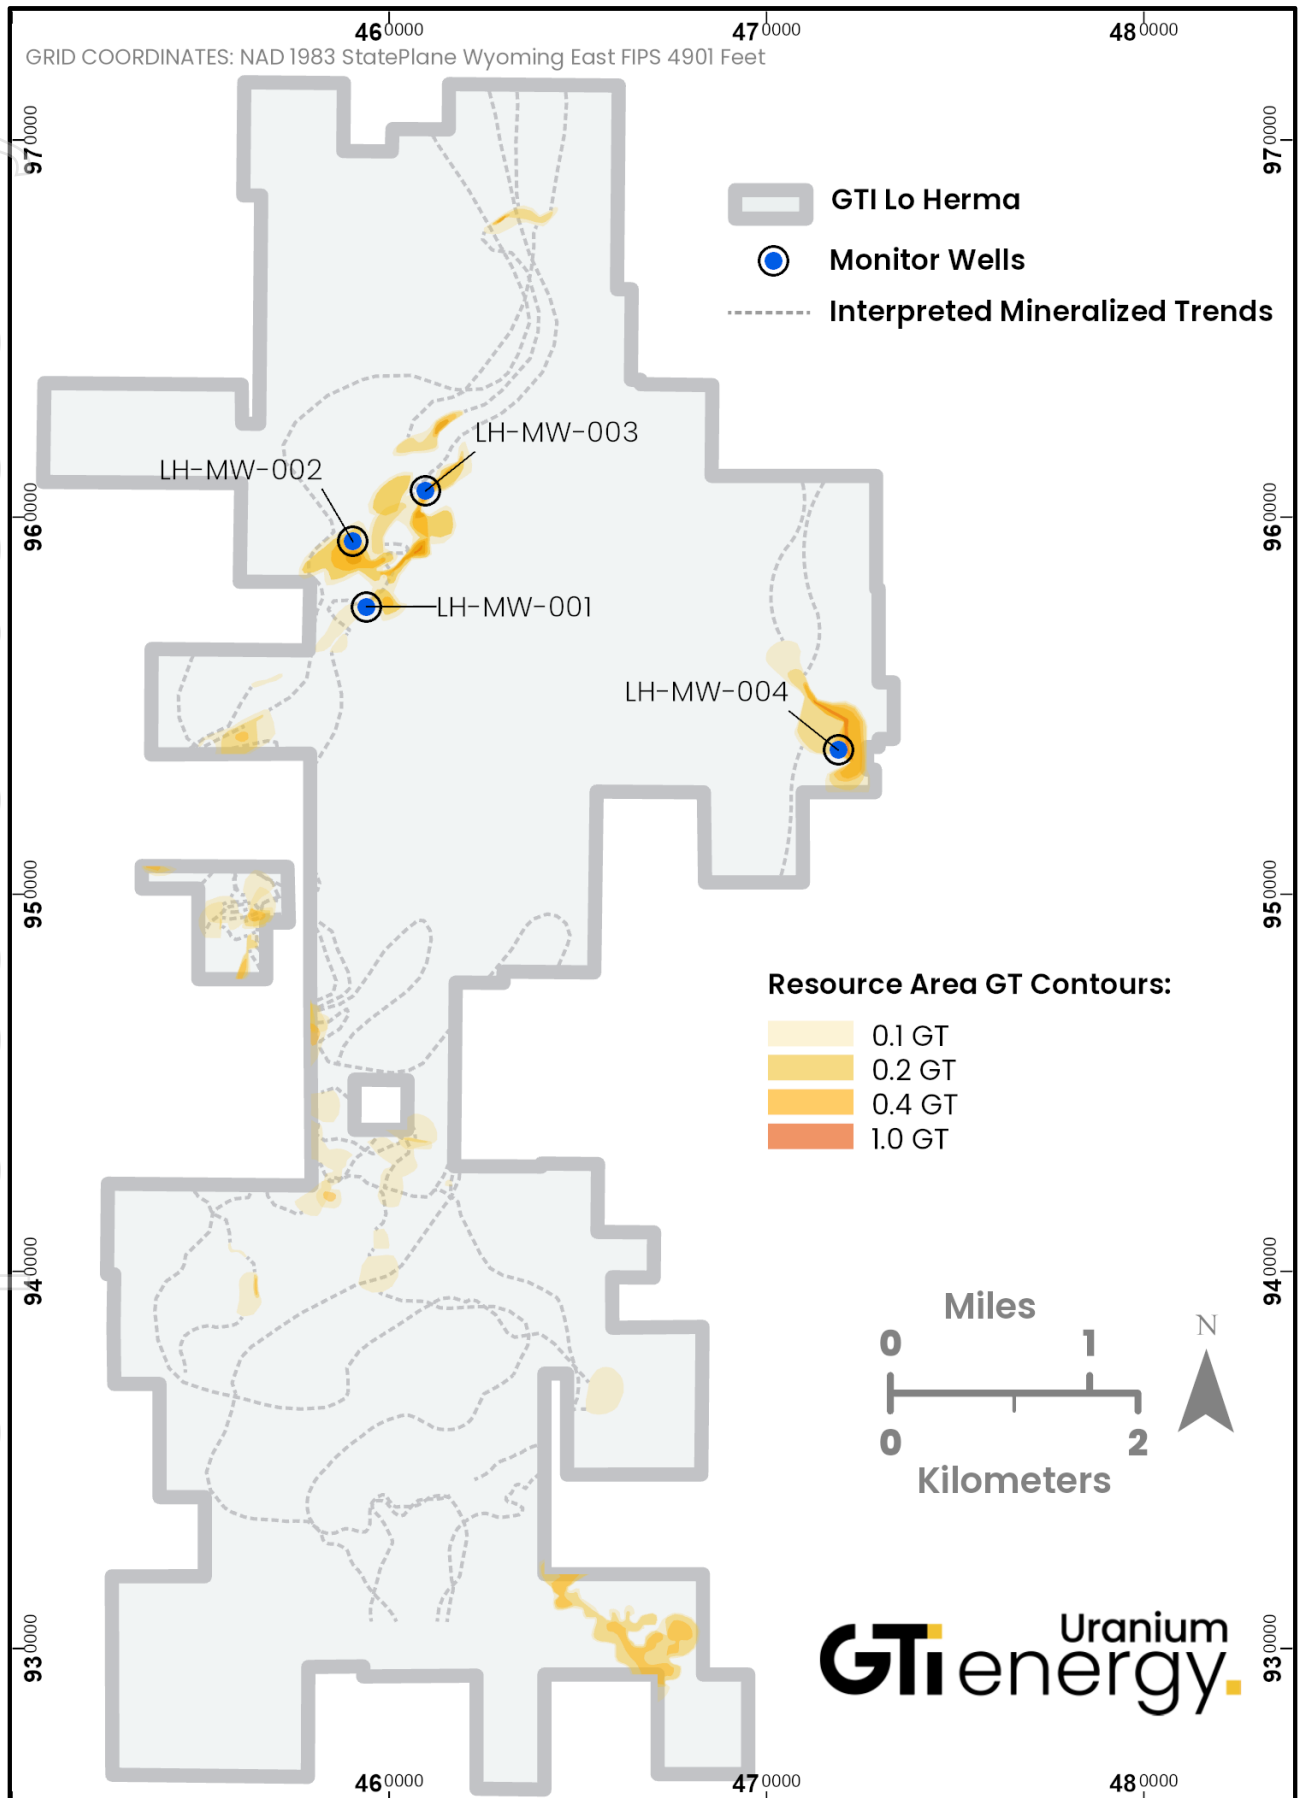 460000 470000 480000
GRID COORDINATES: NAD 1983 StatePlane Wyoming East FIPS 4901 Feet
970000 970000
GTI Lo Herma
Monitor Wells
Interpreted Mineralized Trends
LH-MW-003
LH-MW-002
960000 960000
LH-MW-001
LH-MW-004
950000 950000
Resource Area GT Contours:
0.1 GT
0.2 GT
0.4 GT
1.0 GT
940000 940000
Miles
0 1
N
0 2
Kilometers
930000 930000
Uranium
GTi energy.
460000 470000 480000